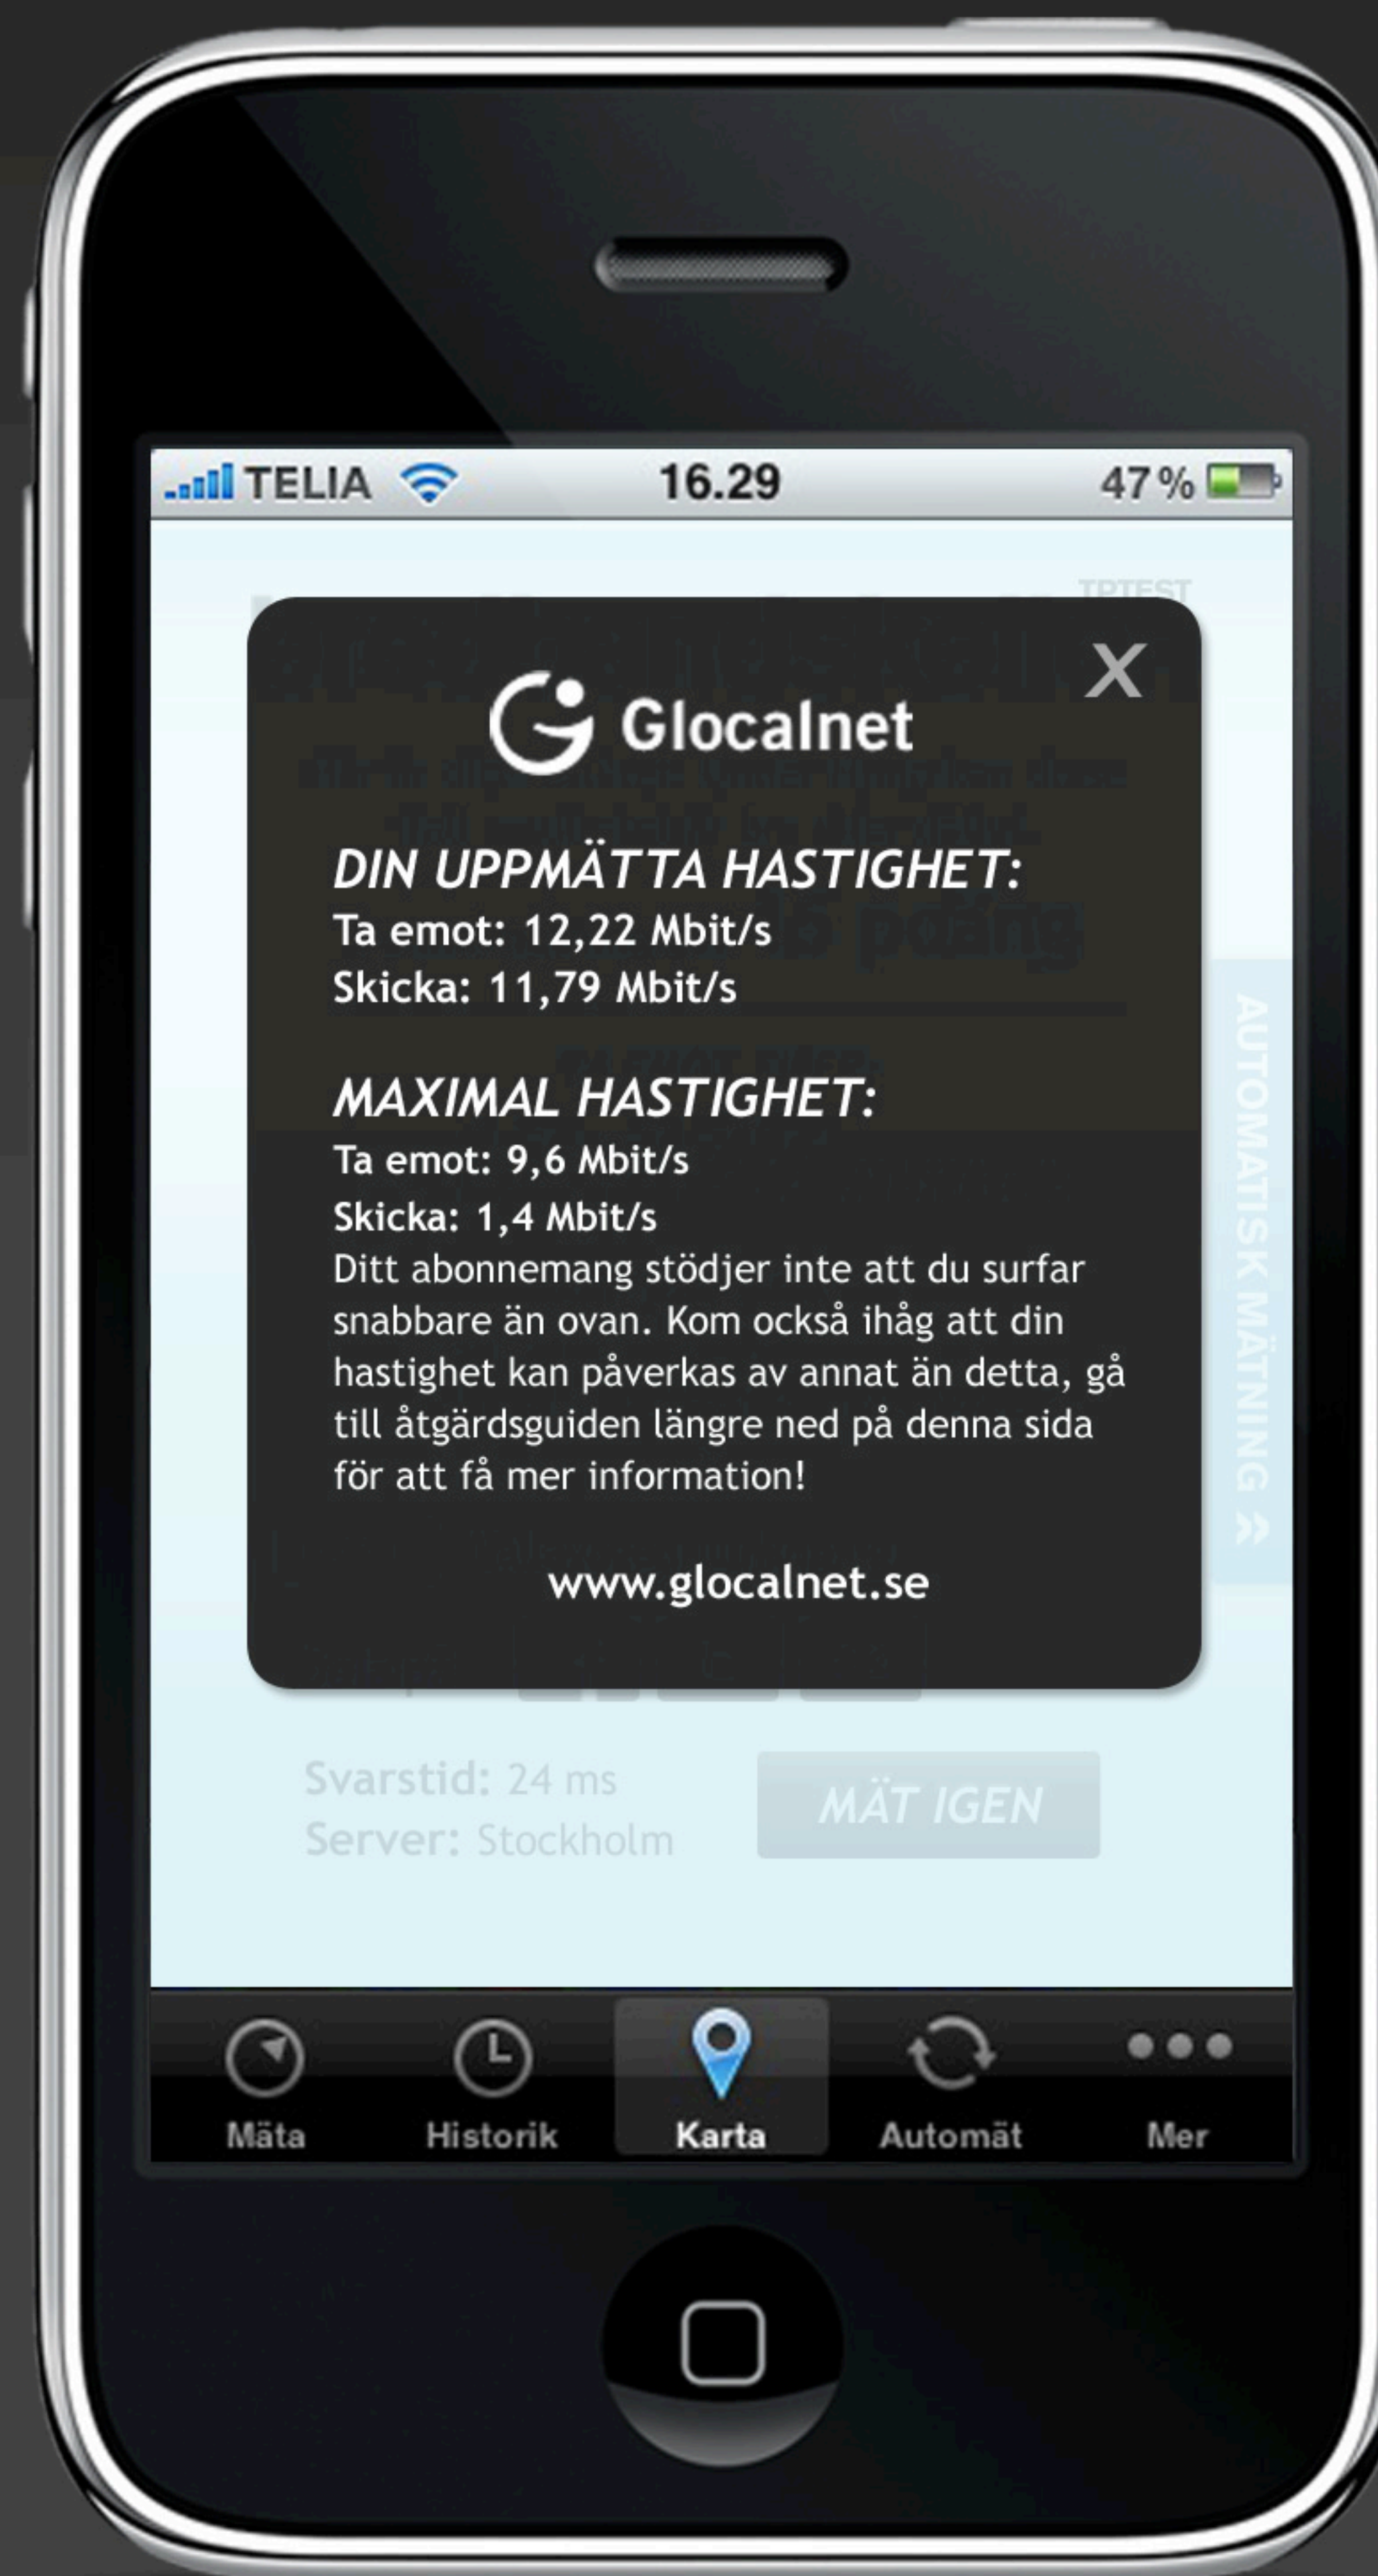 TELIA 16.29 47%
TPTEST
X
Glocalnet
DIN UPPMÄTTA HASTIGHET:
Ta emot: 12,22 Mbit/s
Skicka: 11,79 Mbit/s
MAXIMAL HASTIGHET:
Ta emot: 9,6 Mbit/s
Skicka: 1,4 Mbit/s
Ditt abonnemang stödjer inte att du surfar
snabbare än ovan. Kom också ihåg att din
hastighet kan påverkas av annat än detta, gå
till åtgärdsguiden längre ned på denna sida
för att få mer information!
www.glocalnet.se
AUTOMATISK MÄTNING
Svarstid: 24 ms
Server: Stockholm
MÄT IGEN
Mäta Historik Karta Automät Mer